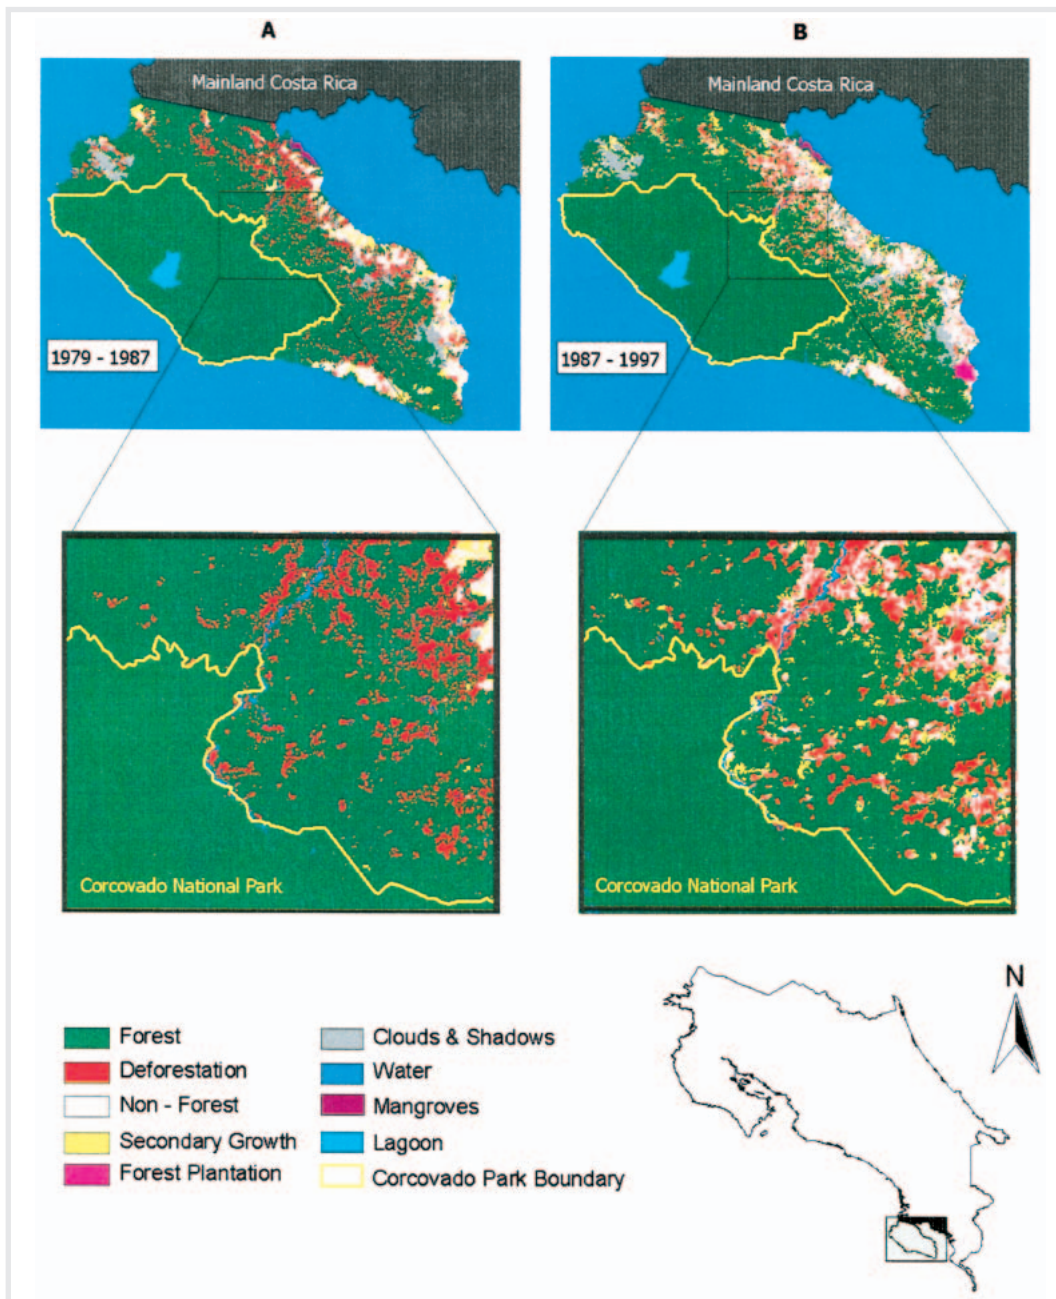 A
B
Mainland Costa Rica
Mainland Costa Rica
1979 - 1987
1987 - 1997
Corcovado National Park
Corcovado National Park
N
Forest
Deforestation
Non - Forest
Secondary Growth
Forest Plantation
Clouds & Shadows
Water
Mangroves
Lagoon
Corcovado Park Boundary